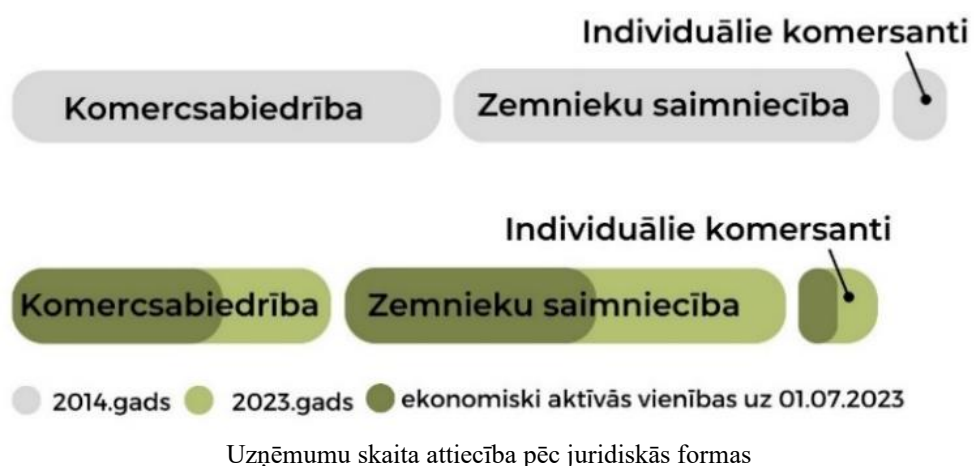 Individuālie komersanti
Komercsabiedrība Zemnieku saimniecība
Individuālie komersanti
Komercsabiedrība Zemnieku saimniecība
2014.gads 2023.gads ekonomiski aktīvās vienības uz 01.07.2023
Uzņēmumu skaita attiecība pēc juridiskās formas